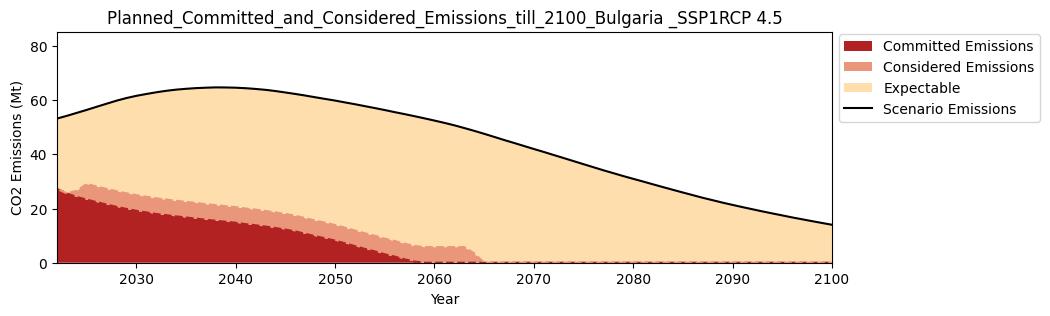 Planned_Committed_and_Considered_Emissions_till_2100_Bulgaria _SSP1RCP 4.5
Committed Emissions
Considered Emissions
Expectable
Scenario Emissions
CO2 Emissions (Mt)
80
60
40
20
0
2030 2040 2050 2060 2070 2080 2090 2100
Year